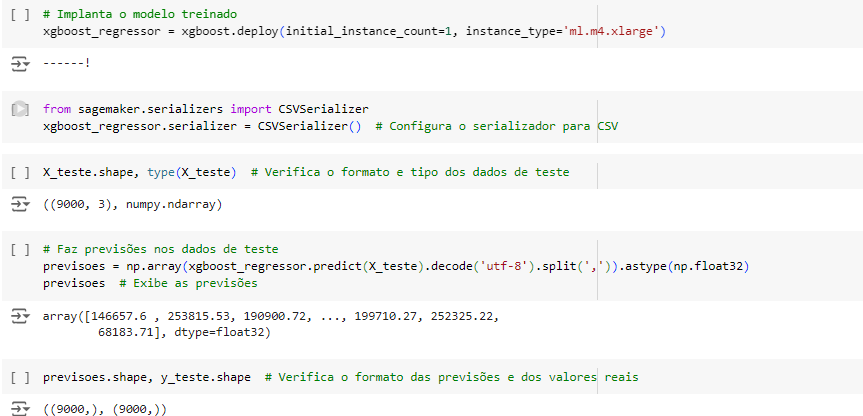 [ ] # Implanta o modelo treinado
xgboost_regressor = xgboost.deploy(initial_instance_count=1, instance_type='ml.m4.xlarge')
------!
from sagemaker.serializers import CSVSerializer
xgboost_regressor.serializer = CSVSerializer()  # Configura o serializador para CSV
[ ] X_teste.shape, type(X_teste)  # Verifica o formato e tipo dos dados de teste
((9000, 3), numpy.ndarray)
[ ] # Faz previsões nos dados de teste
previsoes = np.array(xgboost_regressor.predict(X_teste).decode('utf-8').split(',')).astype(np.float32)
previsoes  # Exibe as previsões
array([146657.6 , 253815.53, 190900.72, ..., 199710.27, 252325.22,
        68183.71], dtype=float32)
[ ] previsoes.shape, y_teste.shape  # Verifica o formato das previsões e dos valores reais
((9000,), (9000,))